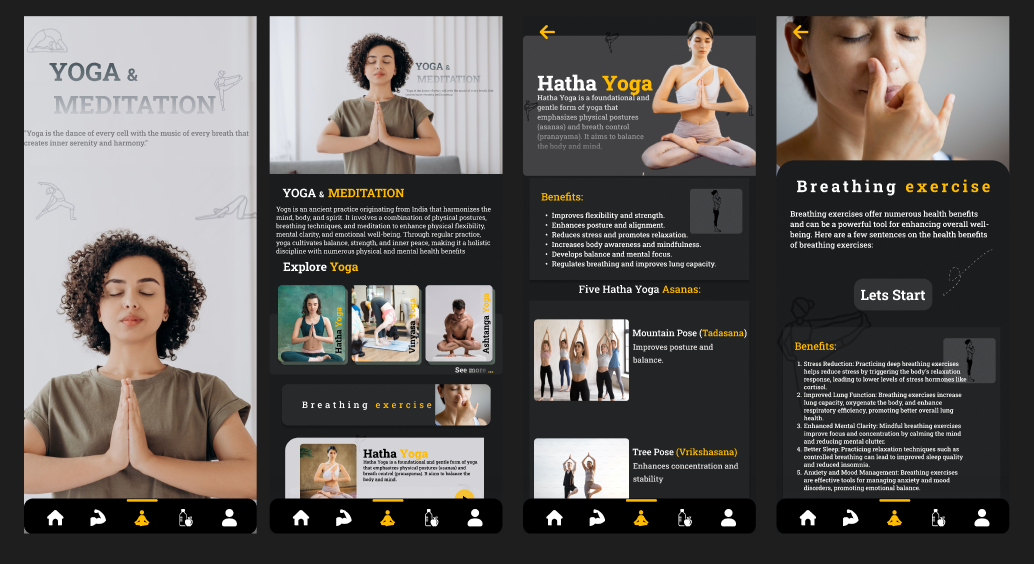 YOGA &
MEDITATION
"Yoga is the dance of every cell with the music of every breath that
creates inner serenity and harmony."
YOGA &
MEDITATION
YOGA & MEDITATION
Yoga is an ancient practice originating from India that harmonizes the
mind, body, and spirit. It involves a combination of physical postures,
breathing techniques, and meditation to enhance physical flexibility,
mental clarity, and emotional well-being. Through regular practice,
yoga cultivates balance, strength, and inner peace, making it a holistic
discipline with numerous physical and mental health benefits
Explore Yoga
Hatha Yoga
Vinyasa Yoga
Ashtanga Yoga
See more ...
Breathing exercise
Hatha Yoga
Hatha Yoga is a foundational and gentle form of yoga
that emphasizes physical postures (asanas) and
breath control (pranayama). It aims to balance the
body and mind.
Hatha Yoga
Hatha Yoga is a foundational and
gentle form of yoga that
emphasizes physical postures
(asanas) and breath control
(pranayama). It aims to balance
the body and mind.
Benefits:
• Improves flexibility and strength.
• Enhances posture and alignment.
• Reduces stress and promotes relaxation.
• Increases body awareness and mindfulness.
• Develops balance and mental focus.
• Regulates breathing and improves lung capacity.
Five Hatha Yoga Asanas:
Mountain Pose (Tadasana)
Improves posture and
balance.
Tree Pose (Vrikshasana)
Enhances concentration and
stability
Breathing exercise
Breathing exercises offer numerous health benefits
and can be a powerful tool for enhancing overall well-
being. Here are a few sentences on the health benefits
of breathing exercises:
Lets Start
Benefits:
1. Stress Reduction: Practicing deep breathing exercises
helps reduce stress by triggering the body's relaxation
response, leading to lower levels of stress hormones like
cortisol.
2. Improved Lung Function: Breathing exercises increase
lung capacity, oxygenate the body, and enhance
respiratory efficiency, promoting better overall lung
health.
3. Enhanced Mental Clarity: Mindful breathing exercises
improve focus and concentration by calming the mind
and reducing mental clutter.
4. Better Sleep: Practicing relaxation techniques such as
controlled breathing can lead to improved sleep quality
and reduced insomnia.
5. Anxiety and Mood Management: Breathing exercises
are effective tools for managing anxiety and mood
disorders, promoting emotional balance.